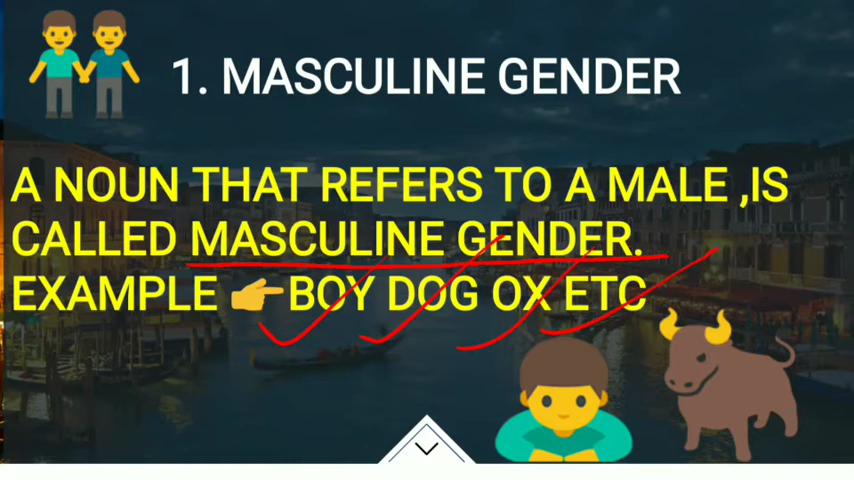 1. MASCULINE GENDER
A NOUN THAT REFERS TO A MALE ,IS
CALLED MASCULINE GENDER.
EXAMPLE 👉BOY DOG OX ETC